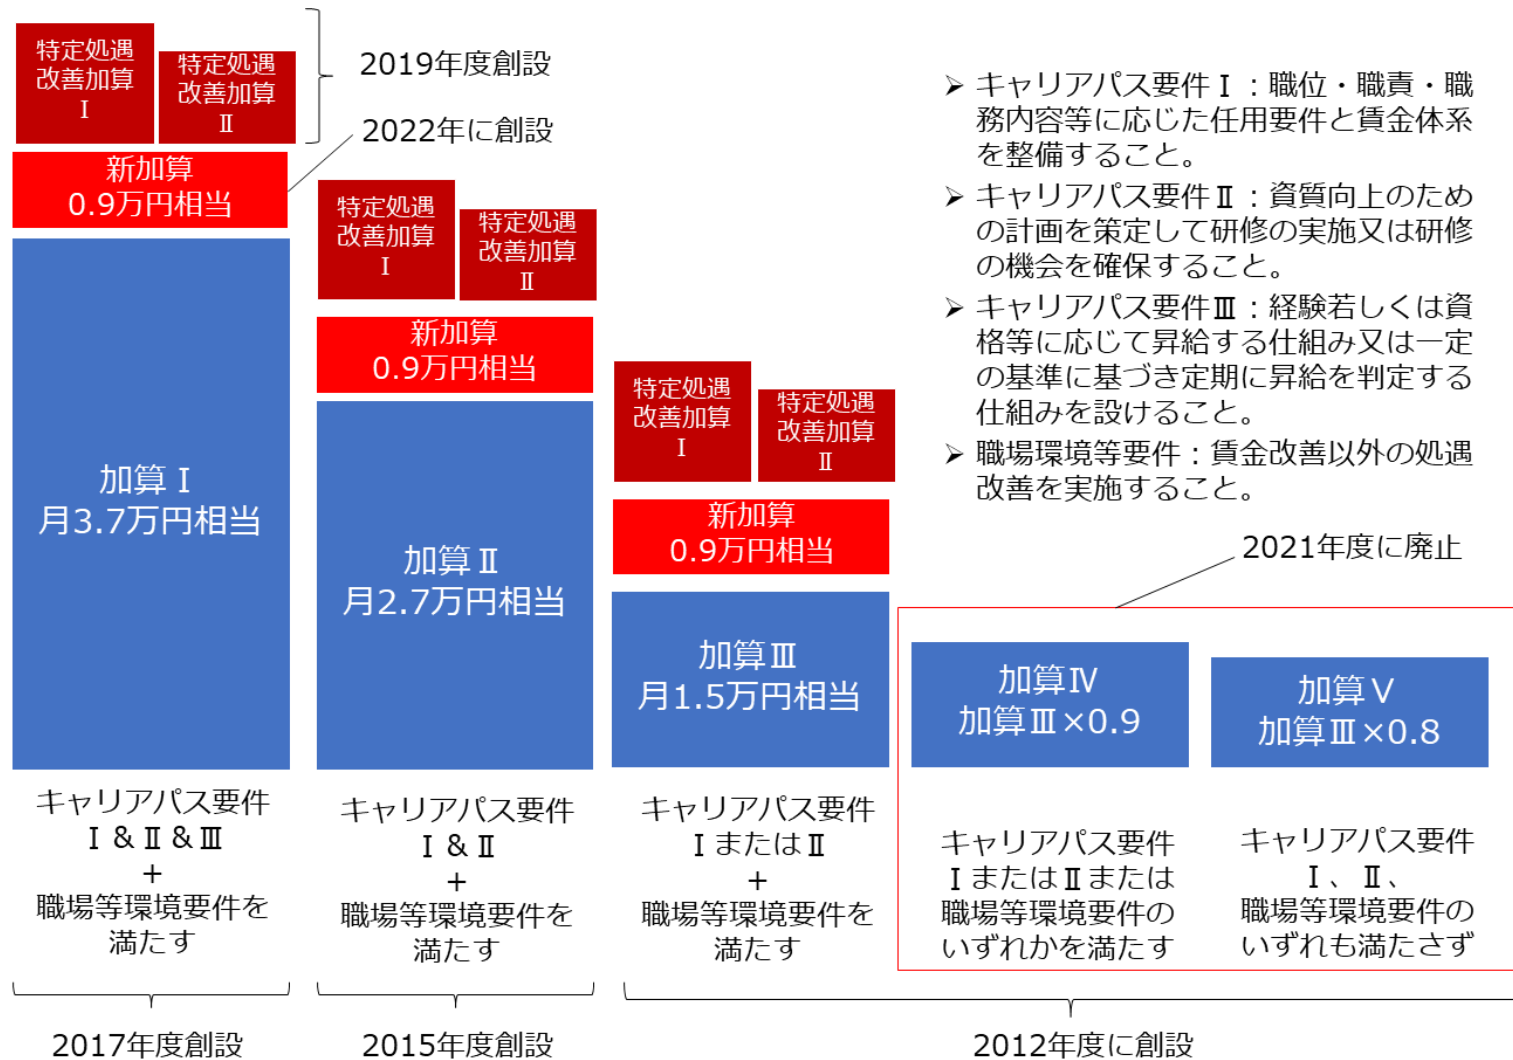 特定処遇
改善加算
Ⅰ
特定処遇
改善加算
Ⅱ
2019年度創設
2022年に創設
新加算
0.9万円相当
加算Ⅰ
月3.7万円相当
キャリアパス要件
Ⅰ&Ⅱ&Ⅲ
+
職場等環境要件を
満たす
2017年度創設
特定処遇
改善加算
Ⅰ
特定処遇
改善加算
Ⅱ
新加算
0.9万円相当
加算Ⅱ
月2.7万円相当
キャリアパス要件
Ⅰ&Ⅱ
+
職場等環境要件を
満たす
2015年度創設
特定処遇
改善加算
Ⅰ
特定処遇
改善加算
Ⅱ
新加算
0.9万円相当
加算Ⅲ
月1.5万円相当
キャリアパス要件
ⅠまたはⅡ
+
職場等環境要件を
満たす
➢ キャリアパス要件Ⅰ：職位・職責・職
務内容等に応じた任用要件と賃金体系
を整備すること。
➢ キャリアパス要件Ⅱ：資質向上のため
の計画を策定して研修の実施又は研修
の機会を確保すること。
➢ キャリアパス要件Ⅲ：経験若しくは資
格等に応じて昇給する仕組み又は一定
の基準に基づき定期に昇給を判定する
仕組みを設けること。
➢ 職場環境等要件：賃金改善以外の処遇
改善を実施すること。
2021年度に廃止
加算Ⅳ
加算Ⅲ×0.9
キャリアパス要件
ⅠまたはⅡまたは
職場等環境要件の
いずれかを満たす
加算Ⅴ
加算Ⅲ×0.8
キャリアパス要件
Ⅰ、Ⅱ、
職場等環境要件の
いずれも満たさず
2012年度に創設